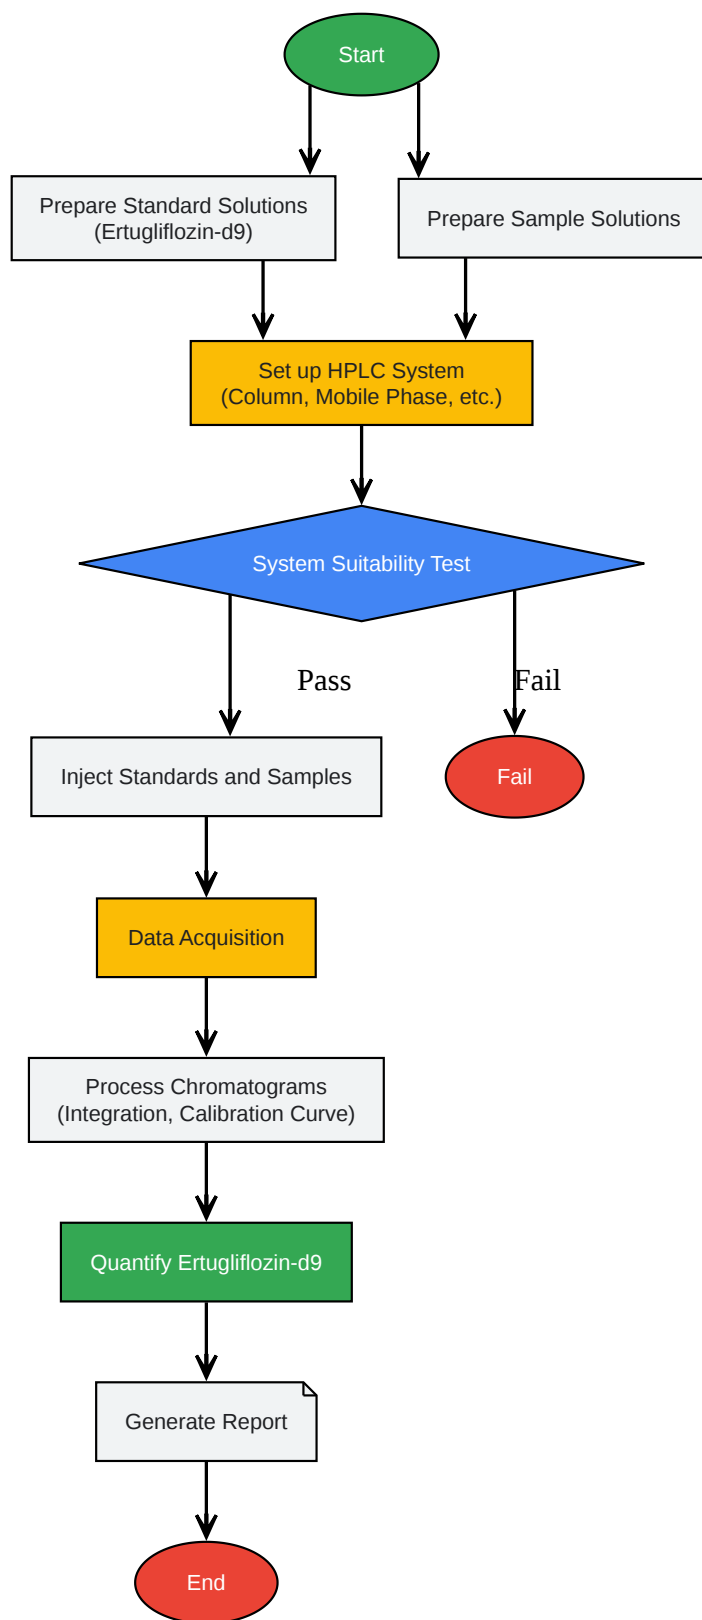 Start
Prepare Standard Solutions
(Ertugliflozin-d9)
Prepare Sample Solutions
Set up HPLC System
(Column, Mobile Phase, etc.)
System Suitability Test
Pass
Fail
Inject Standards and Samples
Fail
Data Acquisition
Process Chromatograms
(Integration, Calibration Curve)
Quantify Ertugliflozin-d9
Generate Report
End